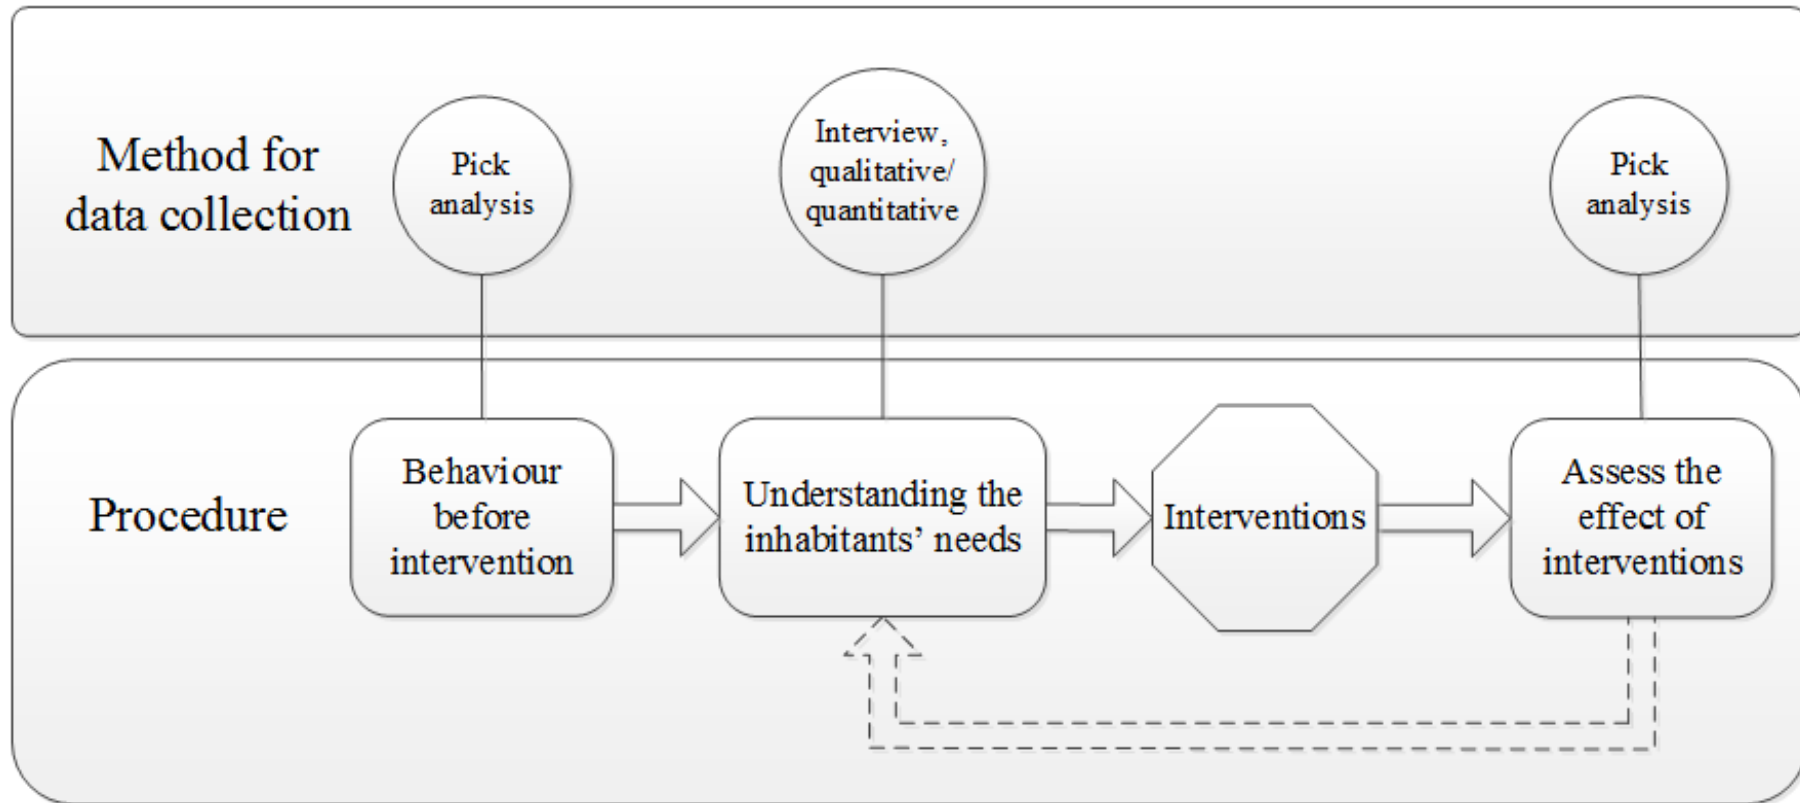 Method for
data collection
Pick
analysis
Interview,
qualitative/
quantitative
Pick
analysis
Procedure
Behaviour
before
intervention
Understanding the
inhabitants’ needs
Interventions
Assess the
effect of
interventions